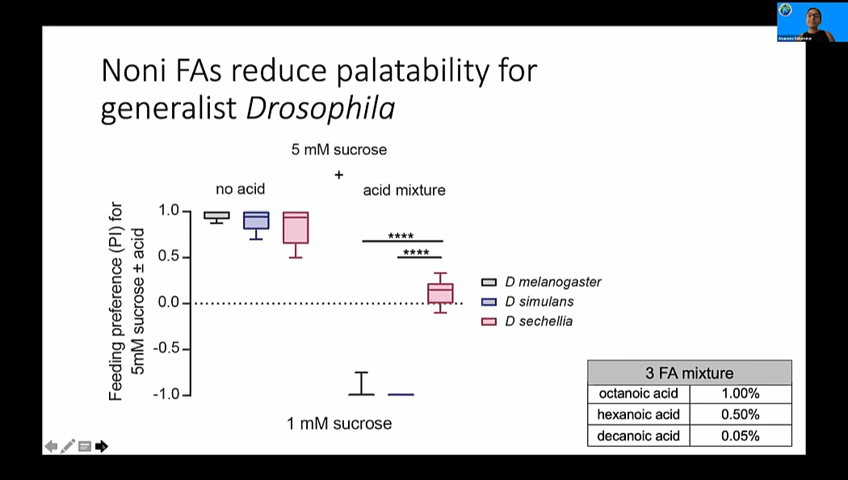 Noni FAs reduce palatability for
generalist Drosophila
5 mM sucrose
+
no acid
acid mixture
Feeding preference (PI) for
5mM sucrose ± acid
1.0
0.5
0.0
-0.5
-1.0
****
****
D melanogaster
D simulans
D sechellia
1 mM sucrose
3 FA mixture
octanoic acid 1.00%
hexanoic acid 0.50%
decanoic acid 0.05%